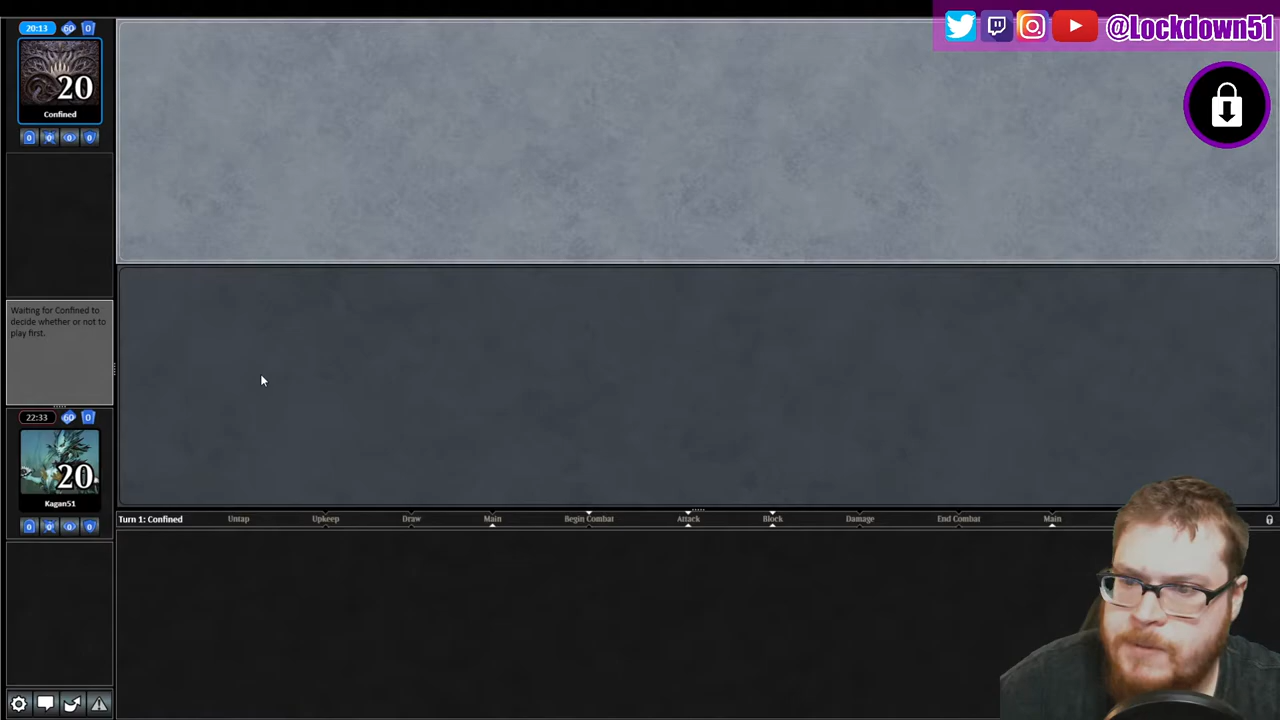 20:13 60 0
@Lockdown51
20
Confined
0 0 0 0
Waiting for Confined to
decide whether or not to
play first.
22:33 60 0
20
Kagan51
0 0 0 0
Turn 1: Confined Untap Upkeep Draw Main Begin Combat Attack Block Damage End Combat Main